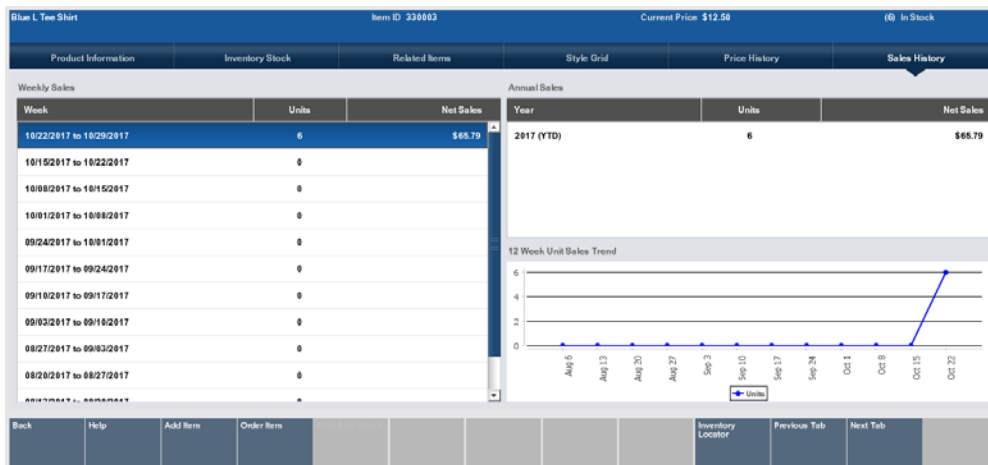 Blue L Tee Shirt Item ID 330003 Current Price $12.50 (6) In Stock
Product Information Inventory Stock Related Items Style Grid Price History Sales History
Weekly Sales
Week Units Net Sales
10/22/2017 to 10/29/2017 6 $65.79
10/15/2017 to 10/22/2017 0
10/08/2017 to 10/15/2017 0
10/01/2017 to 10/08/2017 0
09/24/2017 to 10/01/2017 0
09/17/2017 to 09/24/2017 0
09/10/2017 to 09/17/2017 0
09/03/2017 to 09/10/2017 0
08/27/2017 to 09/03/2017 0
08/20/2017 to 08/27/2017 0
Annual Sales
Year Units Net Sales
2017 (YTD) 6 $65.79
12 Week Unit Sales Trend
6
4
2
0
Aug 6 Aug 13 Aug 20 Aug 27 Sep 3 Sep 10 Sep 17 Sep 24 Oct 1 Oct 8 Oct 15 Oct 22
Units
Back Help Add Item Order Item Inventory Locator Previous Tab Next Tab